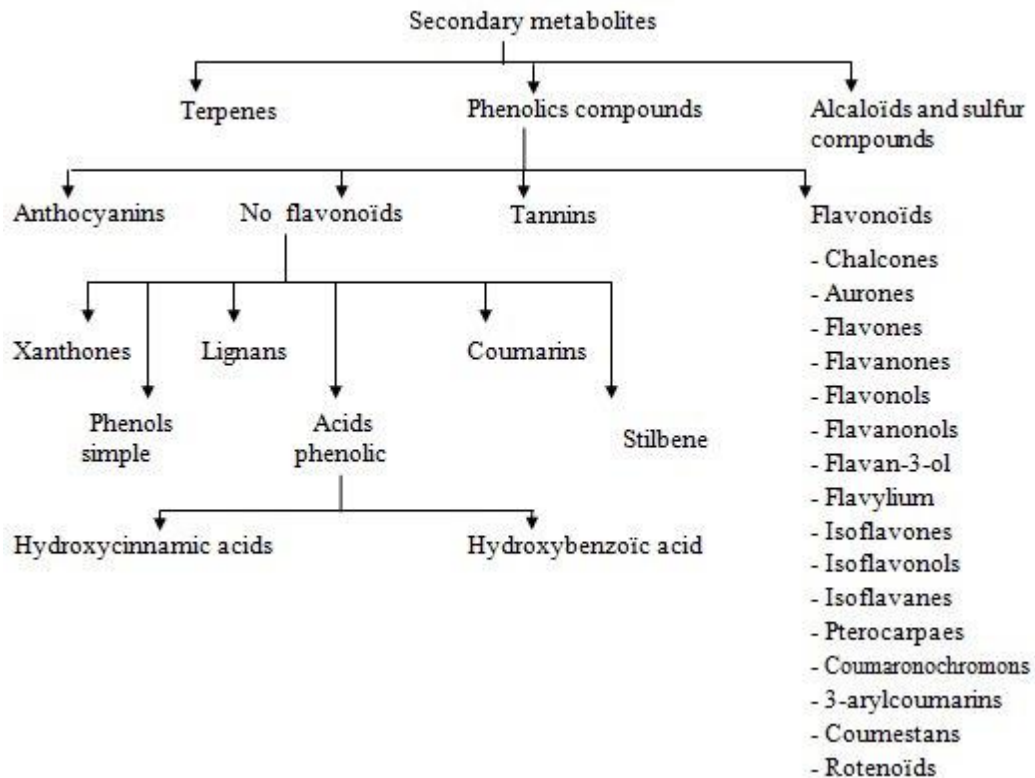 Secondary metabolites
Terpenes
Phenolics compounds
Alcaloïds and sulfur
compounds
Anthocyanins
No flavonoïds
Tannins
Flavonoïds
- Chalcones
- Aurones
- Flavones
- Flavanones
- Flavonols
- Flavanonols
- Flavan-3-ol
- Flavylium
- Isoflavones
- Isoflavonols
- Isoflavanes
- Pterocarpaes
- Coumaronochromons
- 3-arylcoumarins
- Coumestans
- Rotenoïds
Xanthones
Lignans
Coumarins
Phenols
simple
Acids
phenolic
Stilbene
Hydroxycinnamic acids
Hydroxybenzoïc acid